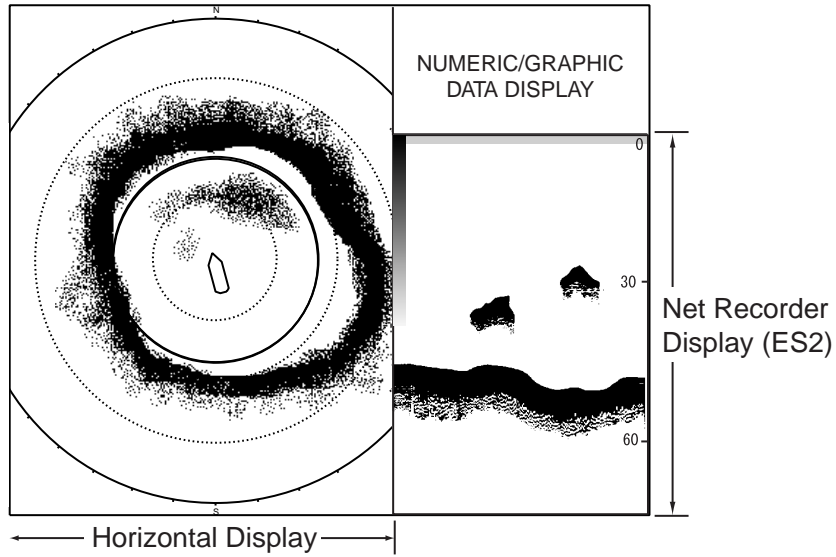 N
NUMERIC/GRAPHIC
DATA DISPLAY
0
30
Net Recorder
Display (ES2)
60
S
Horizontal Display